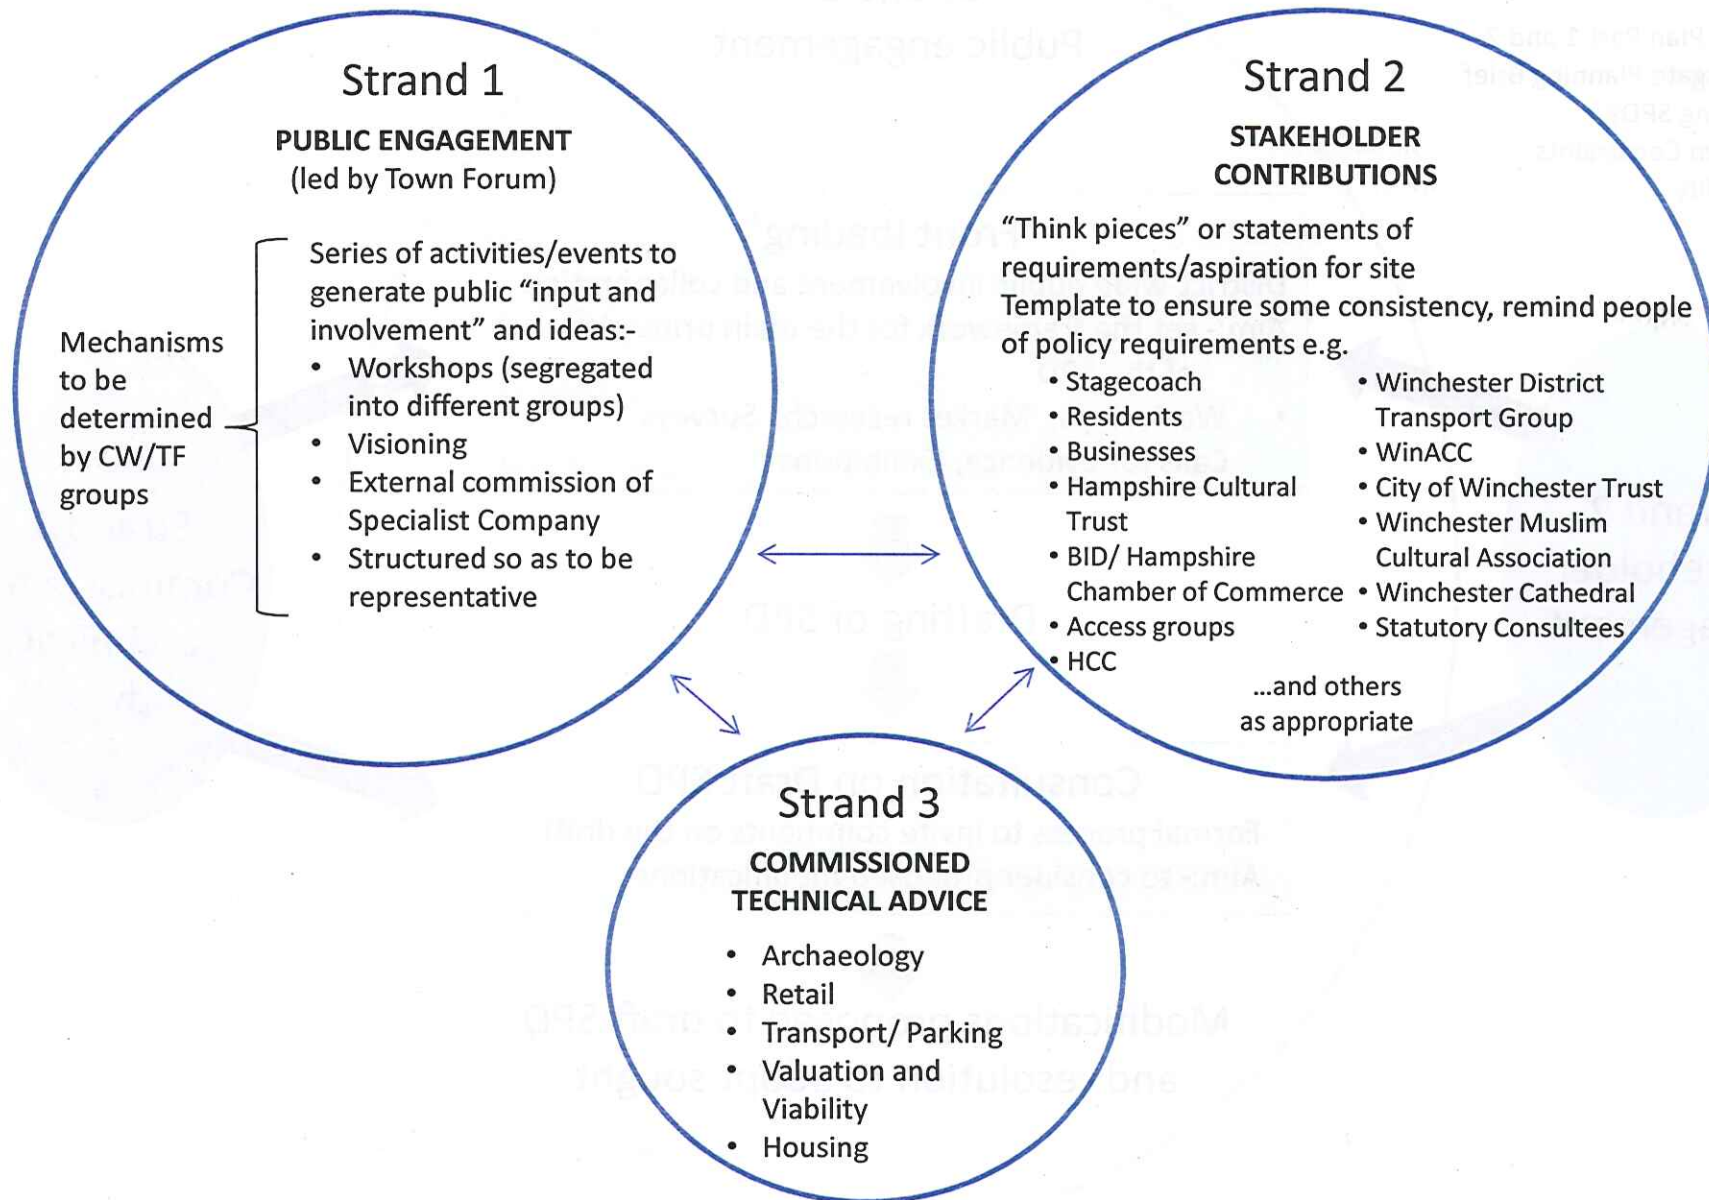 Strand 1
PUBLIC ENGAGEMENT
(led by Town Forum)
Mechanisms
to be
determined
by CW/TF
groups
Series of activities/events to
generate public “input and
involvement” and ideas:-
• Workshops (segregated
into different groups)
• Visioning
• External commission of
Specialist Company
• Structured so as to be
representative
Strand 2
STAKEHOLDER
CONTRIBUTIONS
“Think pieces” or statements of
requirements/aspiration for site
Template to ensure some consistency, remind people
of policy requirements e.g.
• Stagecoach
• Residents
• Businesses
• Hampshire Cultural
Trust
• BID/ Hampshire
Chamber of Commerce
• Access groups
• HCC
• Winchester District
Transport Group
• WinACC
• City of Winchester Trust
• Winchester Muslim
Cultural Association
• Winchester Cathedral
• Statutory Consultees
...and others
as appropriate
Strand 3
COMMISSIONED
TECHNICAL ADVICE
• Archaeology
• Retail
• Transport/ Parking
• Valuation and
Viability
• Housing